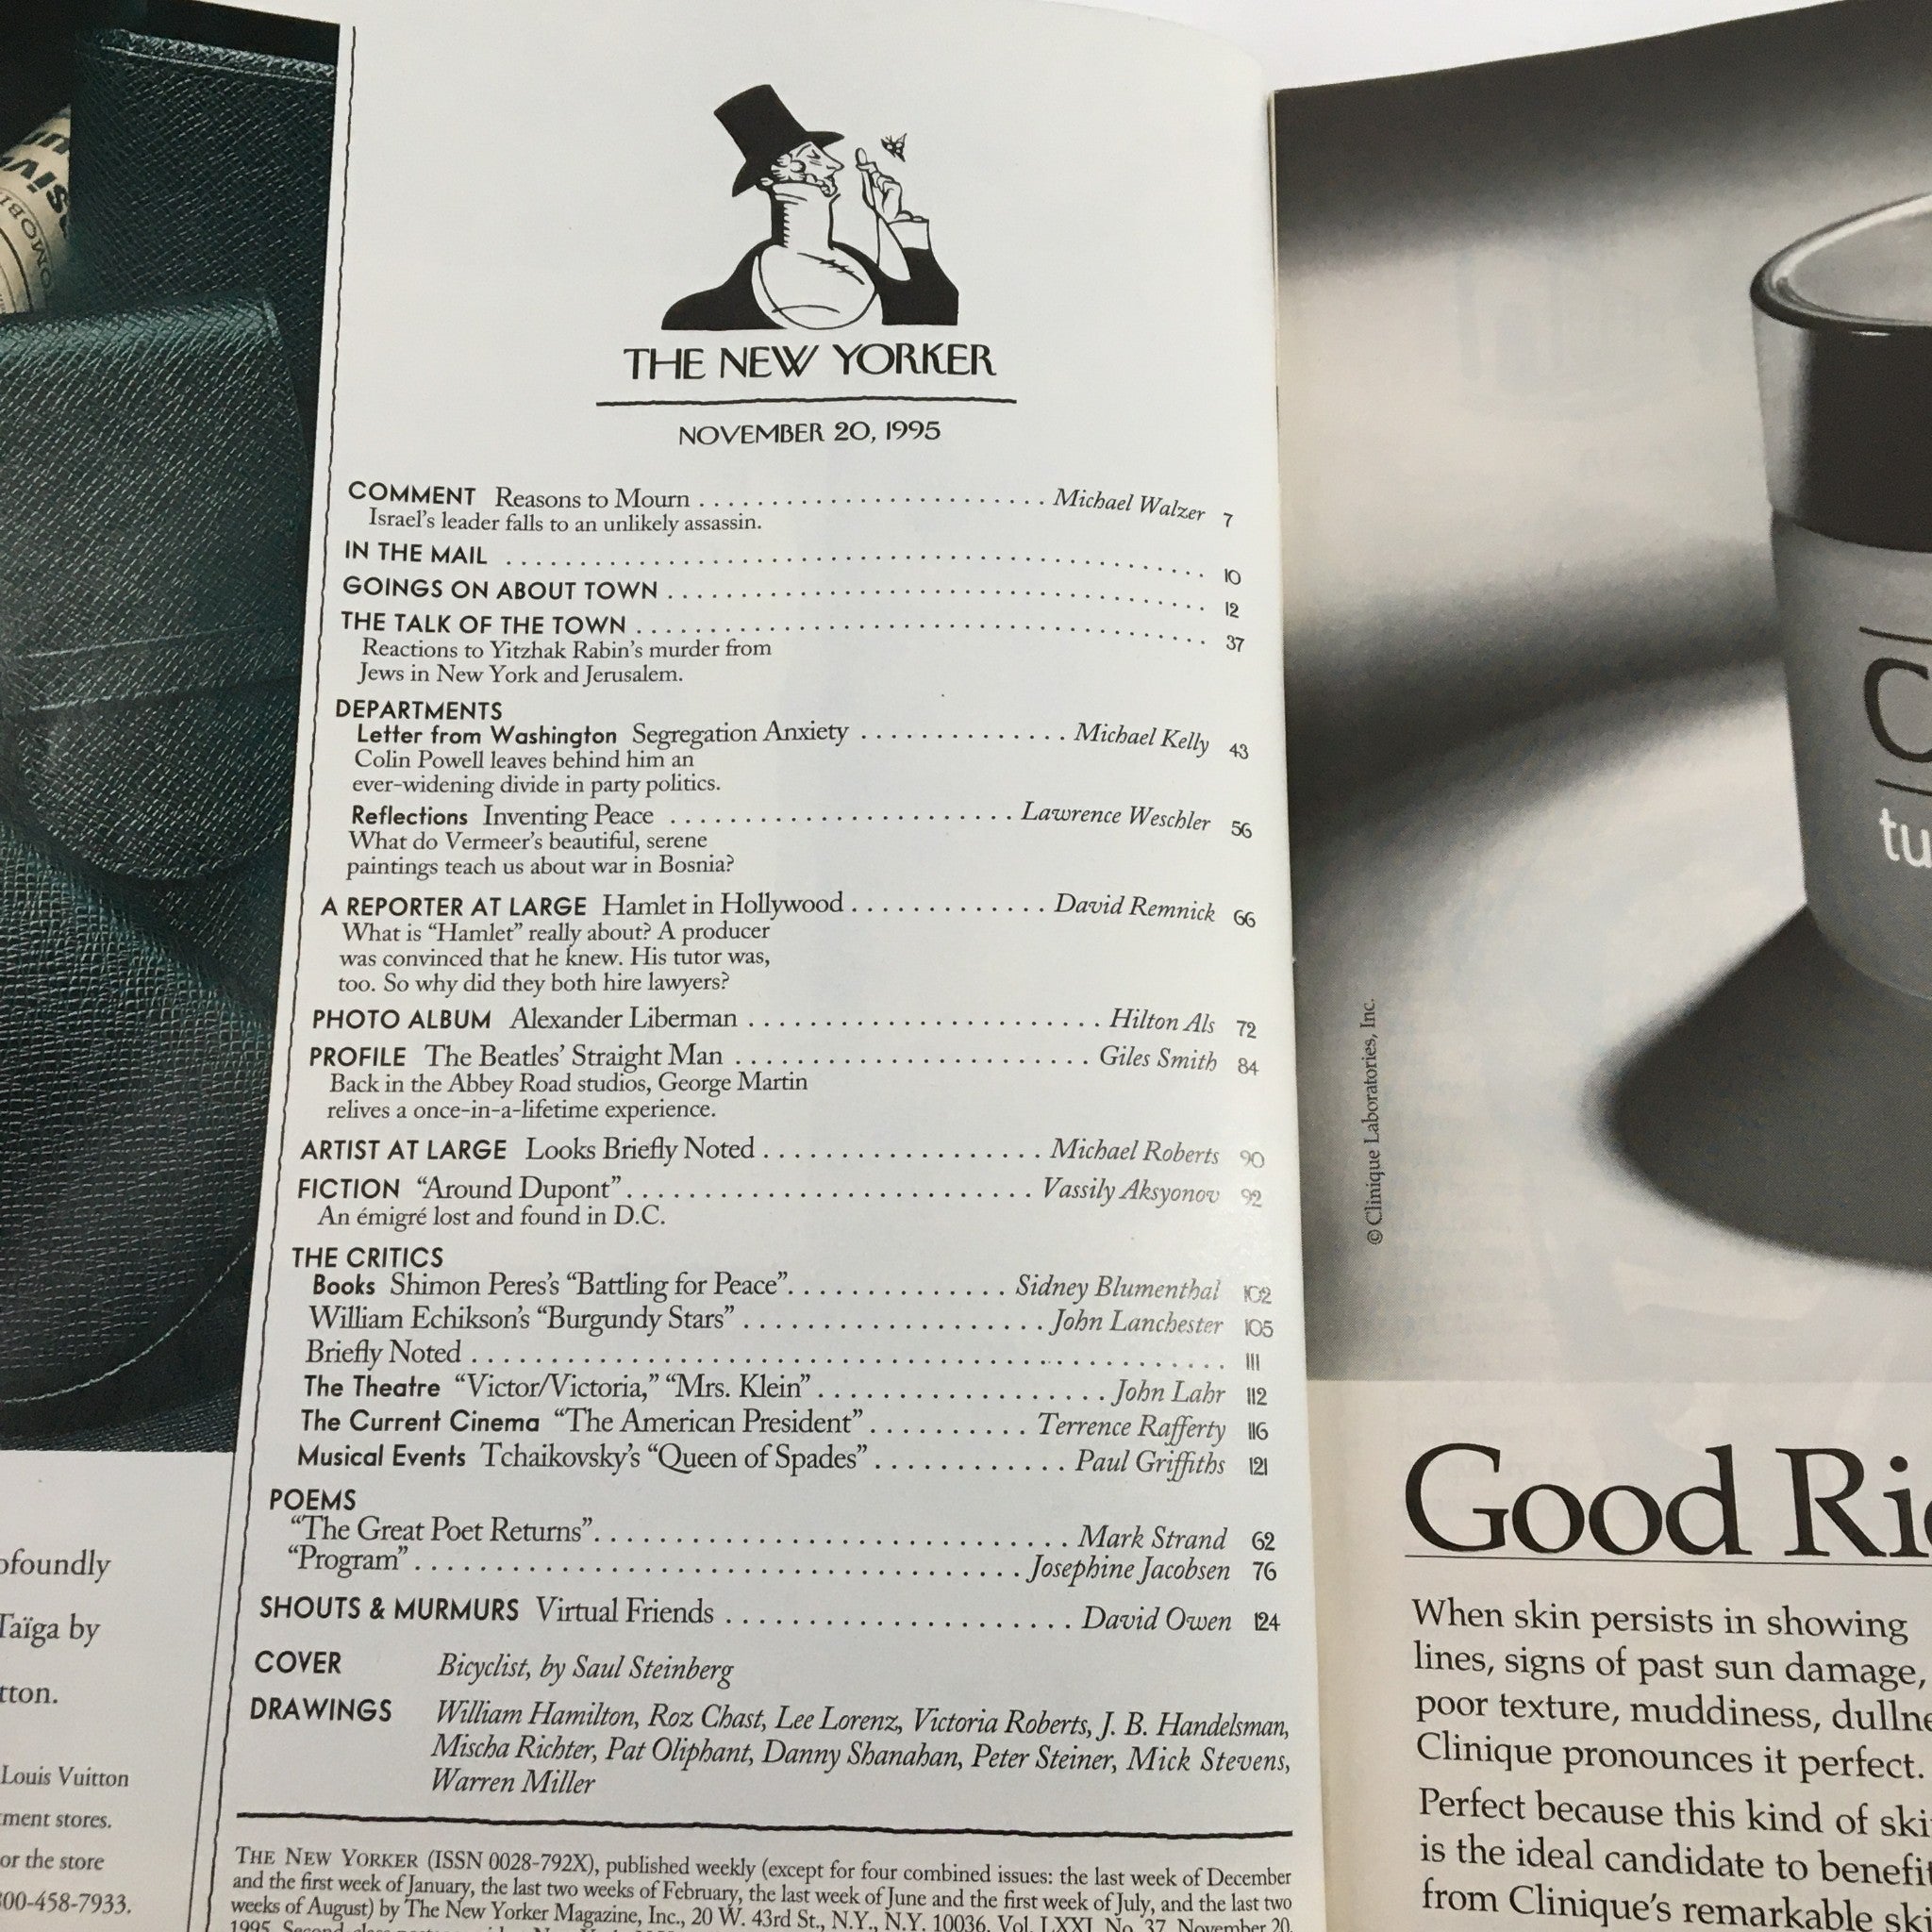 THE NEW YORKER
NOVEMBER 20, 1995
COMMENT Reasons to Mourn . . . . . . . . . . . . . . . . . . . . . . . . Michael Walzer 7
Israel's leader falls to an unlikely assassin.
IN THE MAIL . . . . . . . . . . . . . . . . . . . . . . . . . . . . . . . . . . . . . . . . . . . . . . 10
GOINGS ON ABOUT TOWN . . . . . . . . . . . . . . . . . . . . . . . . . . . . . . . . . . . 12
THE TALK OF THE TOWN . . . . . . . . . . . . . . . . . . . . . . . . . . . . . . . . . . . . . 37
Reactions to Yitzhak Rabin's murder from
Jews in New York and Jerusalem.
DEPARTMENTS
Letter from Washington Segregation Anxiety . . . . . . . . . . . . . . Michael Kelly 43
Colin Powell leaves behind him an
ever-widening divide in party politics.
Reflections Inventing Peace . . . . . . . . . . . . . . . . . . . . . . . Lawrence Weschler 56
What do Vermeer's beautiful, serene
paintings teach us about war in Bosnia?
A REPORTER AT LARGE Hamlet in Hollywood . . . . . . . . . . . . . David Remnick 66
What is "Hamlet" really about? A producer
was convinced that he knew. His tutor was,
too. So why did they both hire lawyers?
PHOTO ALBUM Alexander Liberman . . . . . . . . . . . . . . . . . . . . . . . . Hilton Als 72
PROFILE The Beatles' Straight Man . . . . . . . . . . . . . . . . . . . . . . . . Giles Smith 84
Back in the Abbey Road studios, George Martin
relives a once-in-a-lifetime experience.
ARTIST AT LARGE Looks Briefly Noted . . . . . . . . . . . . . . . . . . . Michael Roberts 90
FICTION "Around Dupont" . . . . . . . . . . . . . . . . . . . . . . . . . . . Vassily Aksyonov 92
An émigré lost and found in D.C.
THE CRITICS
Books Shimon Peres's "Battling for Peace" . . . . . . . . . . . . . . . Sidney Blumenthal 102
William Echikson's "Burgundy Stars" . . . . . . . . . . . . . . . . . . . . . John Lanchester 105
Briefly Noted . . . . . . . . . . . . . . . . . . . . . . . . . . . . . . . . . . . . . . . . . . . . . . . . . . . 111
The Theatre "Victor/Victoria," "Mrs. Klein" . . . . . . . . . . . . . . . . . . . John Lahr 112
The Current Cinema "The American President" . . . . . . . . . . . Terrence Rafferty 116
Musical Events Tchaikovsky's "Queen of Spades" . . . . . . . . . . . . . Paul Griffiths 121
POEMS
"The Great Poet Returns" . . . . . . . . . . . . . . . . . . . . . . . . . . . . . . . . Mark Strand 62
"Program" . . . . . . . . . . . . . . . . . . . . . . . . . . . . . . . . . . . . . . . . . Josephine Jacobsen 76
SHOUTS & MURMURS Virtual Friends . . . . . . . . . . . . . . . . . . . . . . . David Owen 124
COVER Bicyclist, by Saul Steinberg
DRAWINGS William Hamilton, Roz Chast, Lee Lorenz, Victoria Roberts, J. B. Handelsman,
Mischa Richter, Pat Oliphant, Danny Shanahan, Peter Steiner, Mick Stevens,
Warren Miller
THE NEW YORKER (ISSN 0028-792X), published weekly (except for four combined issues: the last week of December
and the first week of January, the last two weeks of February, the last week of June and the first week of July, and the last two
weeks of August) by The New Yorker Magazine, Inc., 20 W. 43rd St., N.Y., N.Y. 10036. Vol. LXXI, No. 37, November 20,
1995.
ofoundly
Taïga by
tton.
Louis Vuitton
ment stores.
or the store
800-458-7933.
C
tu
© Clinique Laboratories, Inc.
Good Ri
When skin persists in showing
lines, signs of past sun damage,
poor texture, muddiness, dullne
Clinique pronounces it perfect.
Perfect because this kind of ski
is the ideal candidate to benefit
from Clinique's remarkable ski